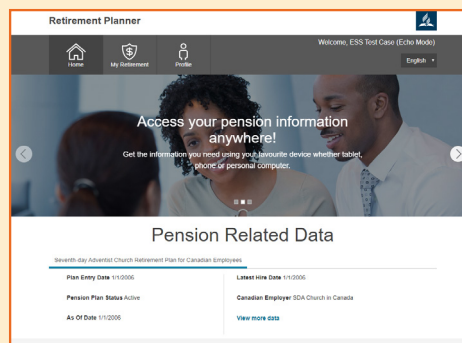 Retirement Planner
Welcome, ESS Test Case (Echo Mode)
Home
My Retirement
Profile
English
Access your pension information
anywhere!
Get the information you need using your favourite device whether tablet,
phone or personal computer.
Pension Related Data
Seventh-day Adventist Church Retirement Plan for Canadian Employees
Plan Entry Date 1/1/2006
Latest Hire Date 1/1/2006
Pension Plan Status Active
Canadian Employer SDA Church in Canada
As Of Date 1/1/2006
View more data